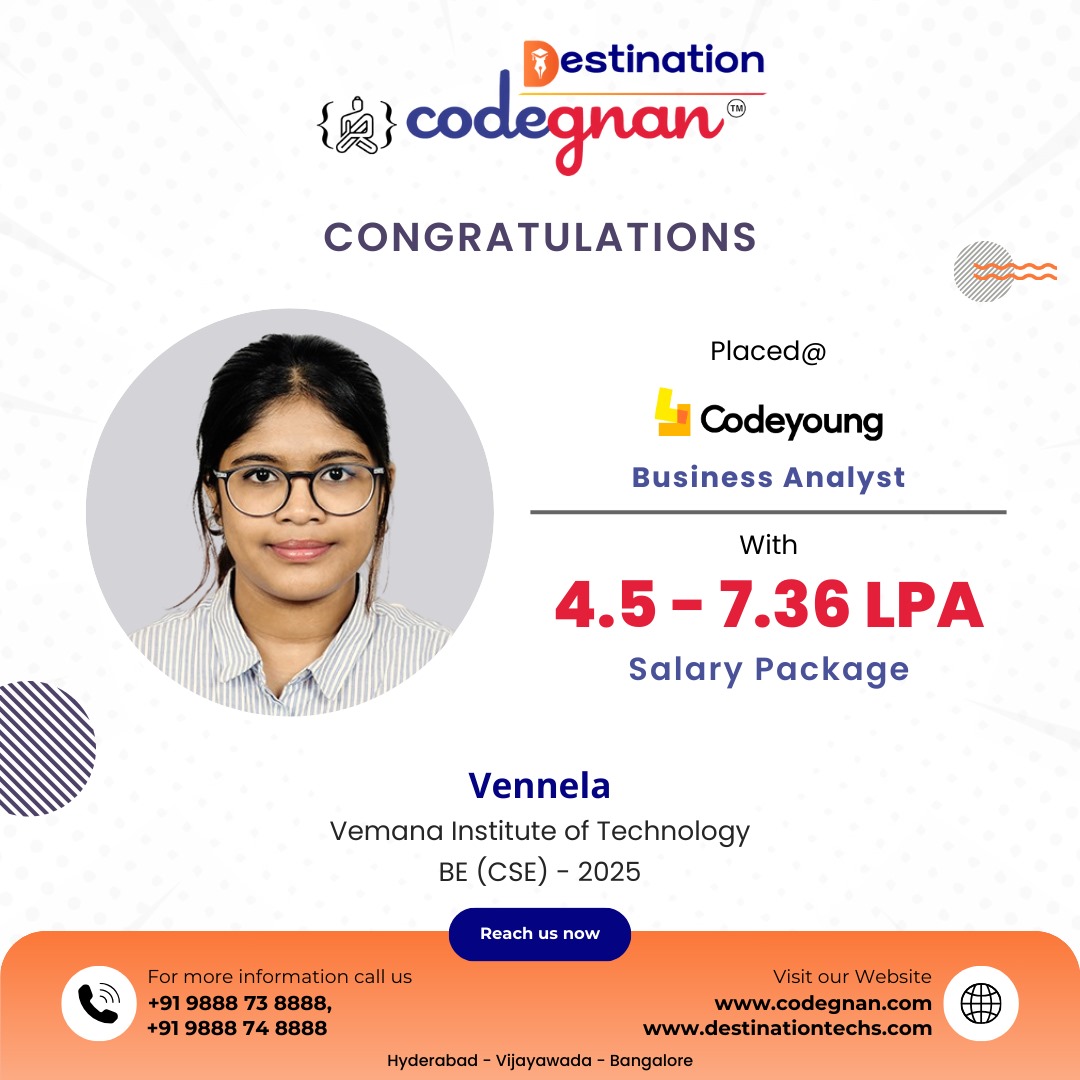 Destination
codegnan™
CONGRATULATIONS
Placed@
Codeyoung
Business Analyst
With
4.5 - 7.36 LPA
Salary Package
Vennela
Vemana Institute of Technology
BE (CSE) - 2025
Reach us now
For more information call us
+91 9888 73 8888,
+91 9888 74 8888
Visit our Website
www.codegnan.com
www.destinationtechs.com
Hyderabad - Vijayawada - Bangalore